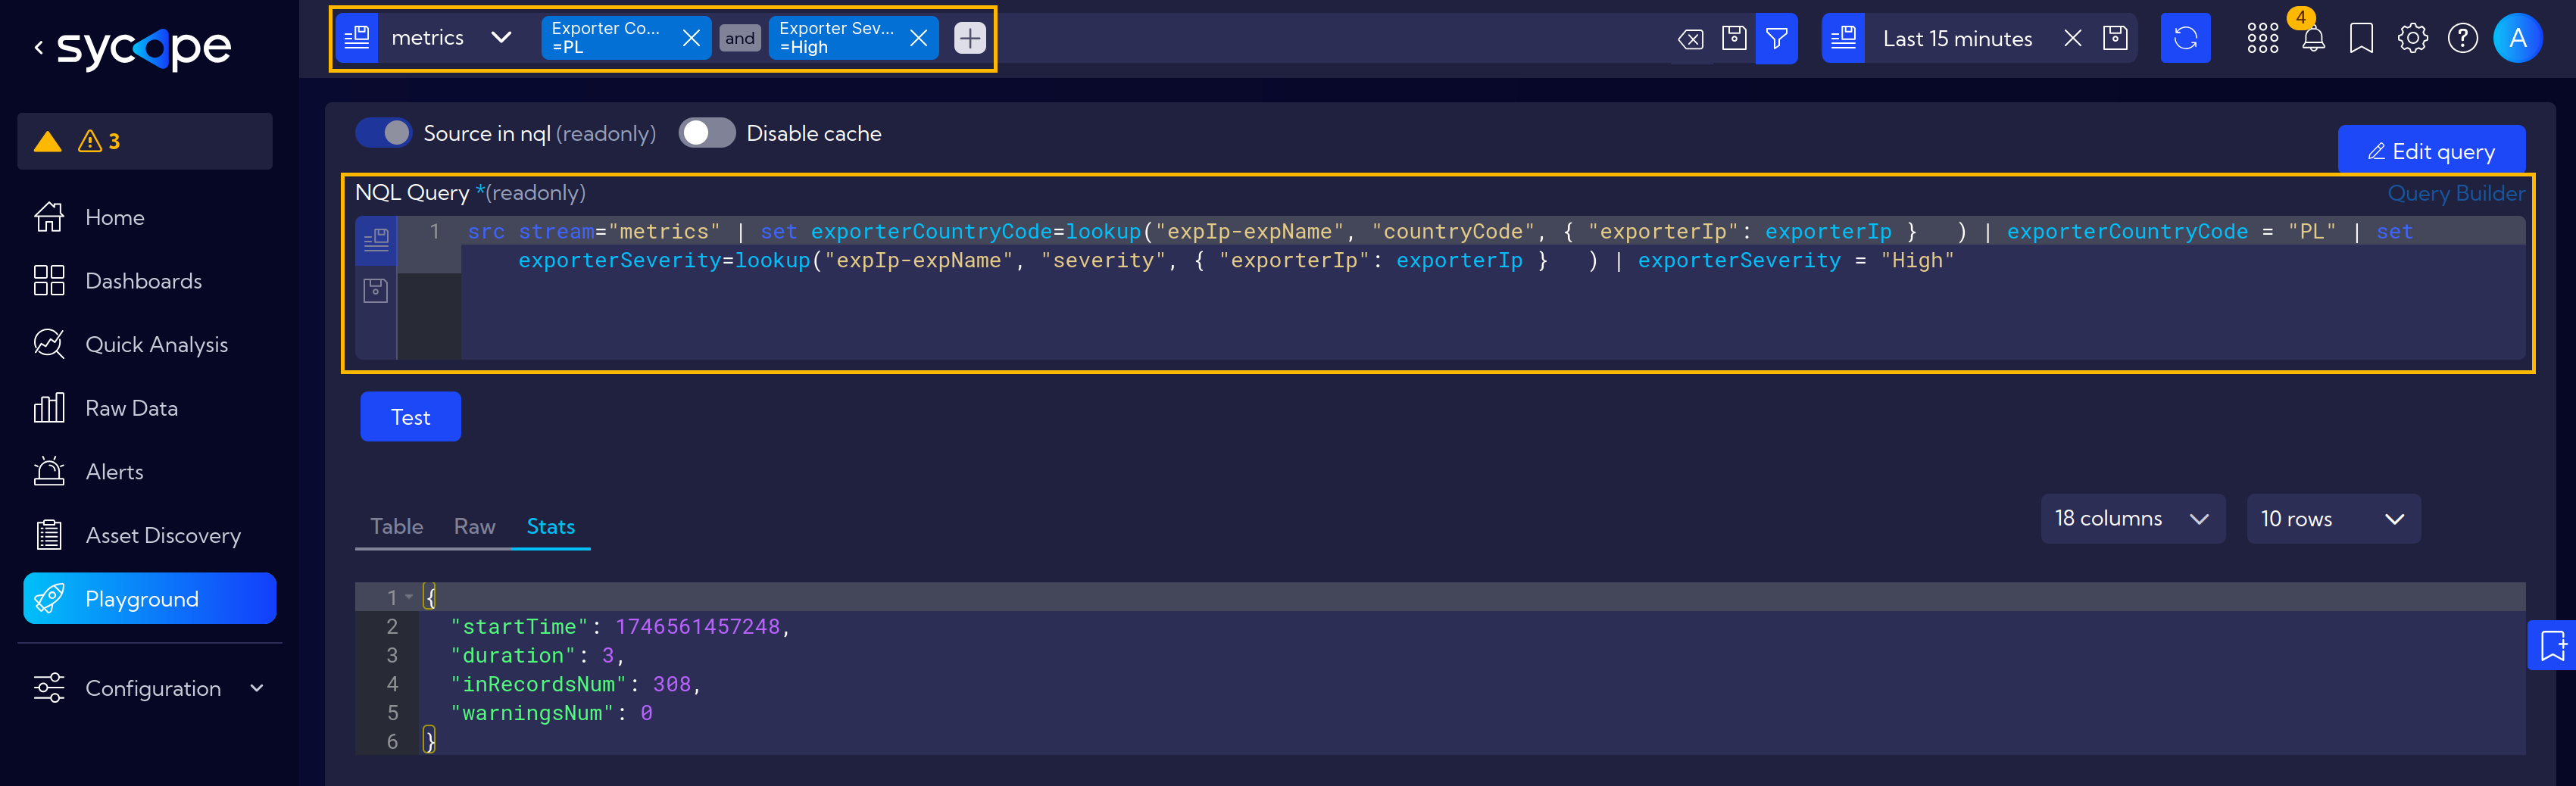 sycope
metrics
Exporter Co...
=PL
and
Exporter Sev...
=High
Last 15 minutes
4
A
3
Home
Dashboards
Quick Analysis
Raw Data
Alerts
Asset Discovery
Playground
Configuration
Source in nql (readonly)
Disable cache
Edit query
NQL Query *(readonly)
Query Builder
1 src stream="metrics" | set exporterCountryCode=lookup("expIp-expName", "countryCode", { "exporterIp": exporterIp }   ) | exporterCountryCode = "PL" | set
exporterSeverity=lookup("expIp-expName", "severity", { "exporterIp": exporterIp }   ) | exporterSeverity = "High"
Test
Table Raw Stats
18 columns
10 rows
1 {
2 "startTime": 1746561457248,
3 "duration": 3,
4 "inRecordsNum": 308,
5 "warningsNum": 0
6 }